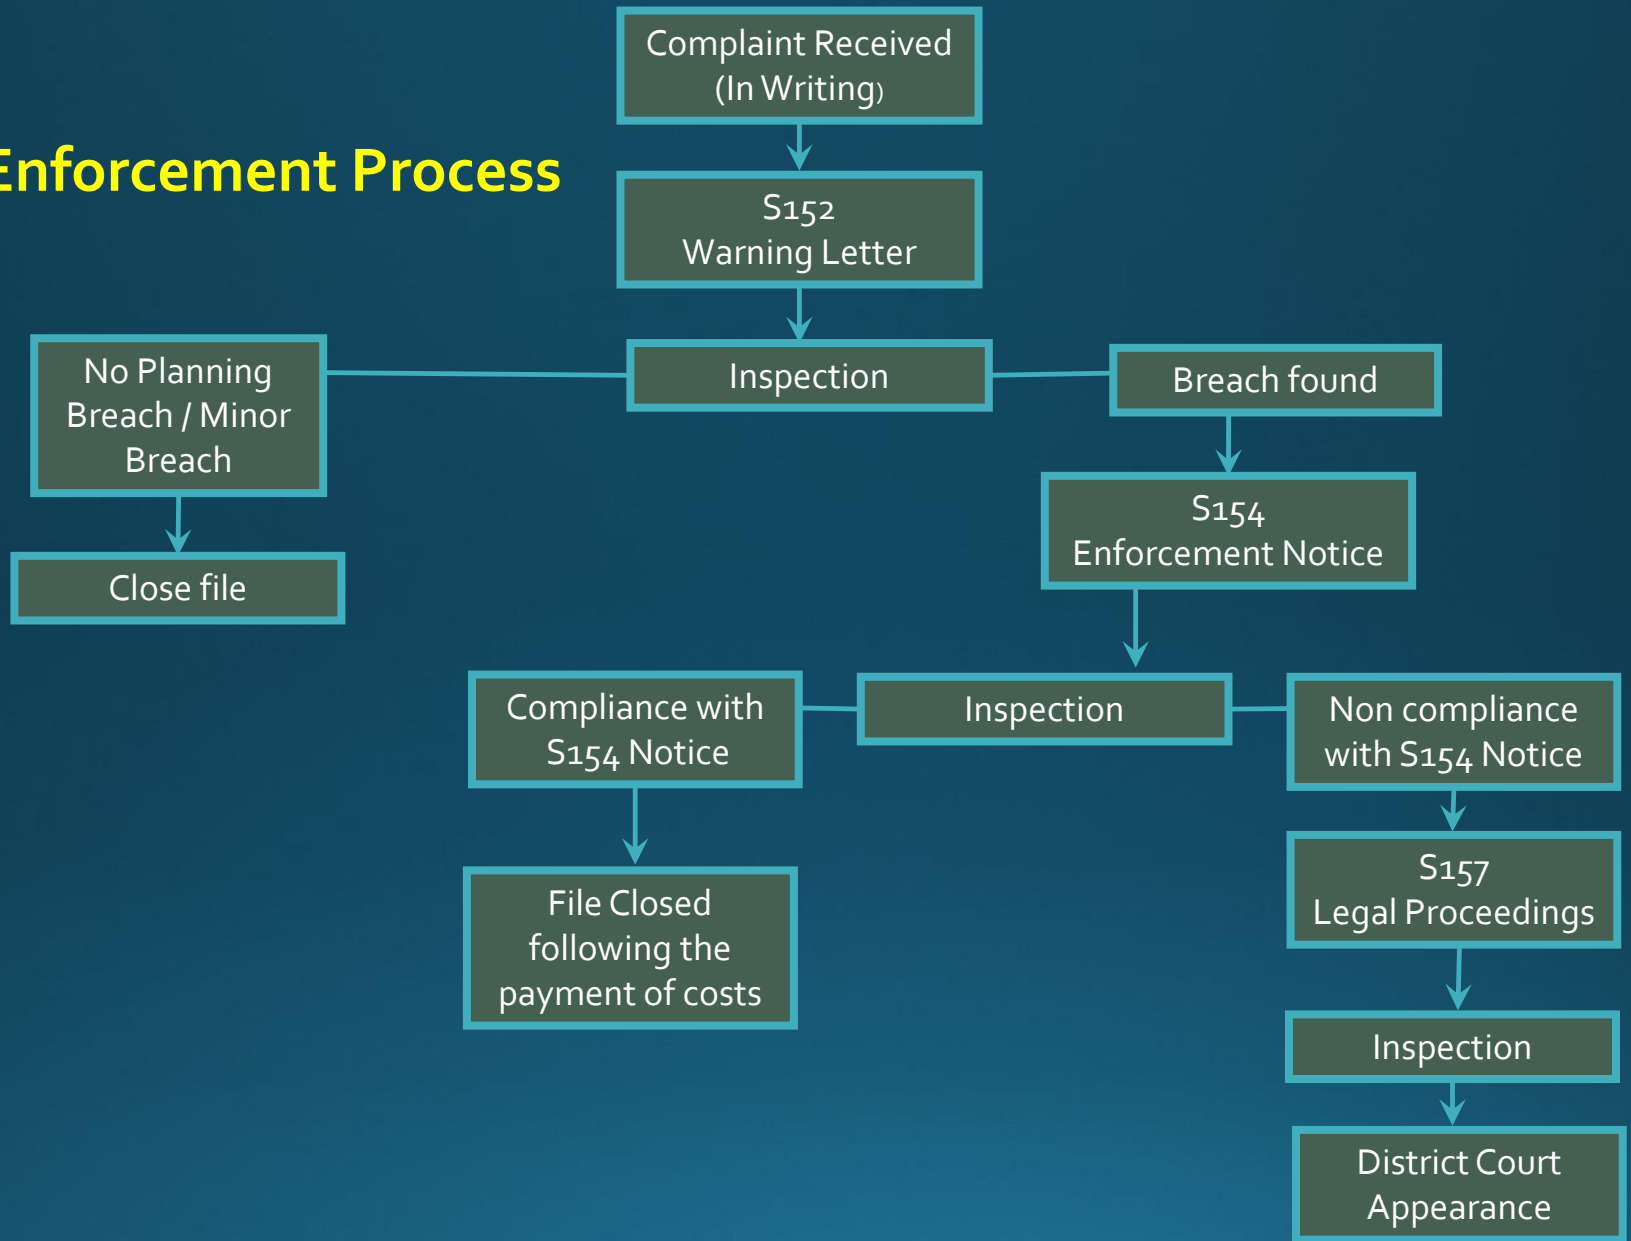 Complaint Received
(In Writing)
Enforcement Process
S152
Warning Letter
No Planning
Breach / Minor
Breach
Inspection
Breach found
S154
Enforcement Notice
Close file
Compliance with
S154 Notice
Inspection
Non compliance
with S154 Notice
S157
Legal Proceedings
File Closed
following the
payment of costs
Inspection
District Court
Appearance